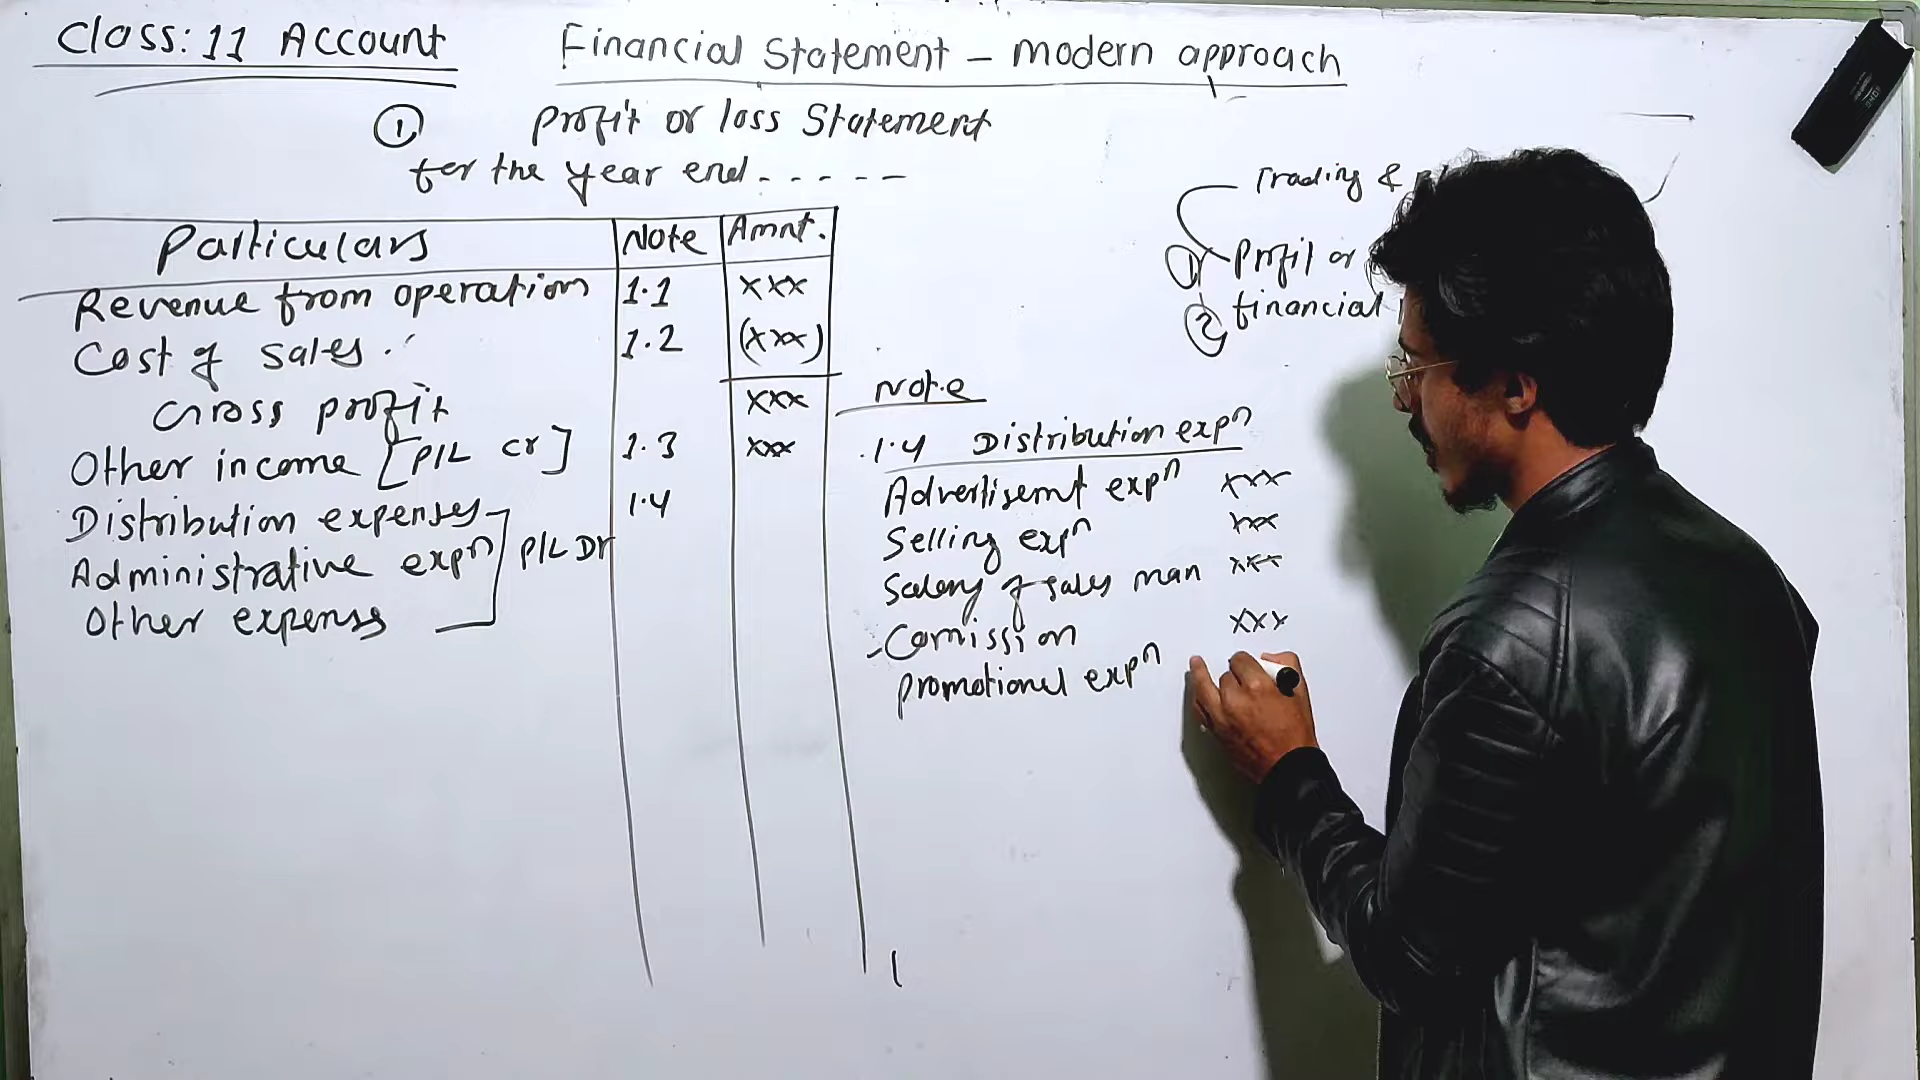 Class: 11 Account
Financial Statement – modern approach
① Profit or loss Statement
for the year end . - - - -
Particulars Note Amnt.
Revenue from operation 1.1 xxx
Cost of sales 1.2 (xxx)
Gross profit xxx
Other income [P/L cr] 1.3 xxx
Distribution expenses 1.4
Administrative expⁿ P/L Dr
Other expenses
Trading &
① Profit or
② financial
Note
1.4 Distribution expⁿ
Advertisemt expⁿ xxx
Selling expⁿ xxx
Salary of sales man xxx
Comission xxx
promotional expⁿ